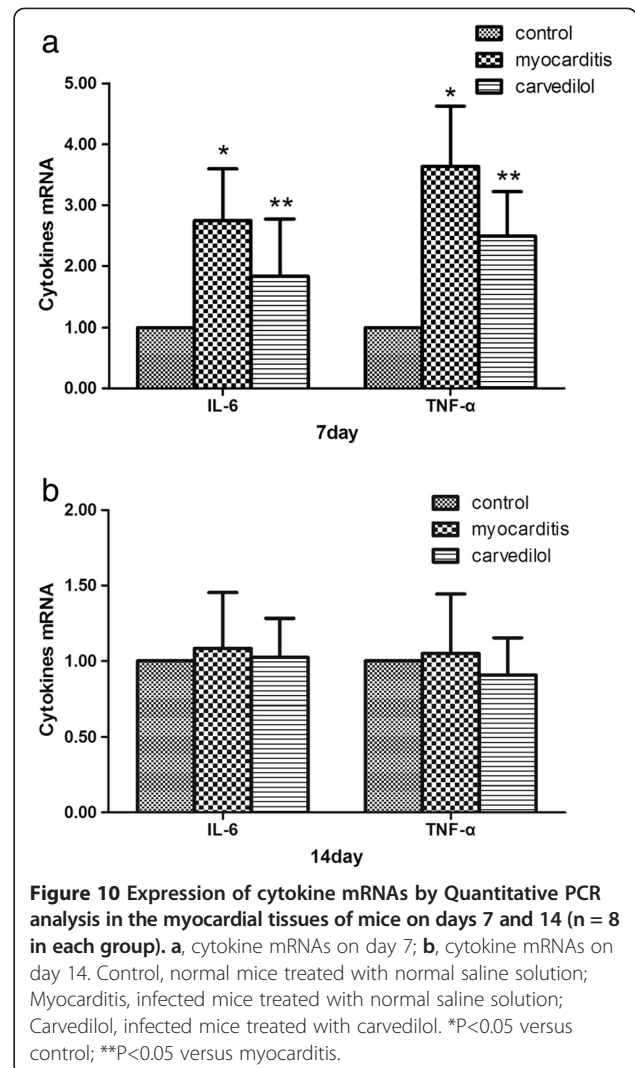 a
control
myocarditis
carvedilol
5.00
4.00
3.00
2.00
1.00
0.00
Cytokines mRNA
*
**
*
**
IL-6
TNF-α
7day
b
control
myocarditis
carvedilol
2.00
1.50
1.00
0.50
0.00
Cytokines mRNA
IL-6
TNF-α
14day
Figure 10 Expression of cytokine mRNAs by Quantitative PCR
analysis in the myocardial tissues of mice on days 7 and 14 (n = 8
in each group). a, cytokine mRNAs on day 7; b, cytokine mRNAs on
day 14. Control, normal mice treated with normal saline solution;
Myocarditis, infected mice treated with normal saline solution;
Carvedilol, infected mice treated with carvedilol. *P<0.05 versus
control; **P<0.05 versus myocarditis.